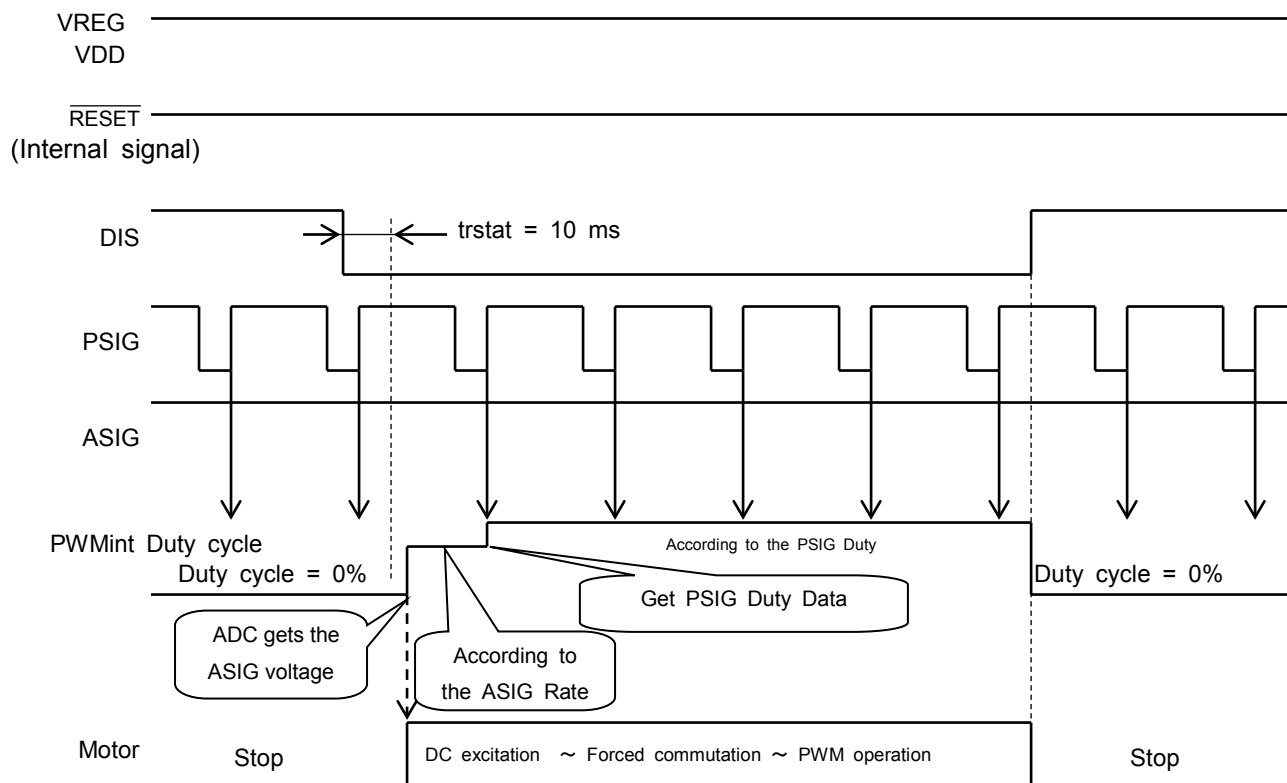 VREG
VDD
RESET
(Internal signal)
DIS
trstat = 10 ms
PSIG
ASIG
PWMint Duty cycle
According to the PSIG Duty
Duty cycle = 0%
Duty cycle = 0%
Get PSIG Duty Data
ADC gets the
ASIG voltage
According to
the ASIG Rate
Motor
Stop
DC excitation ~ Forced commutation ~ PWM operation
Stop